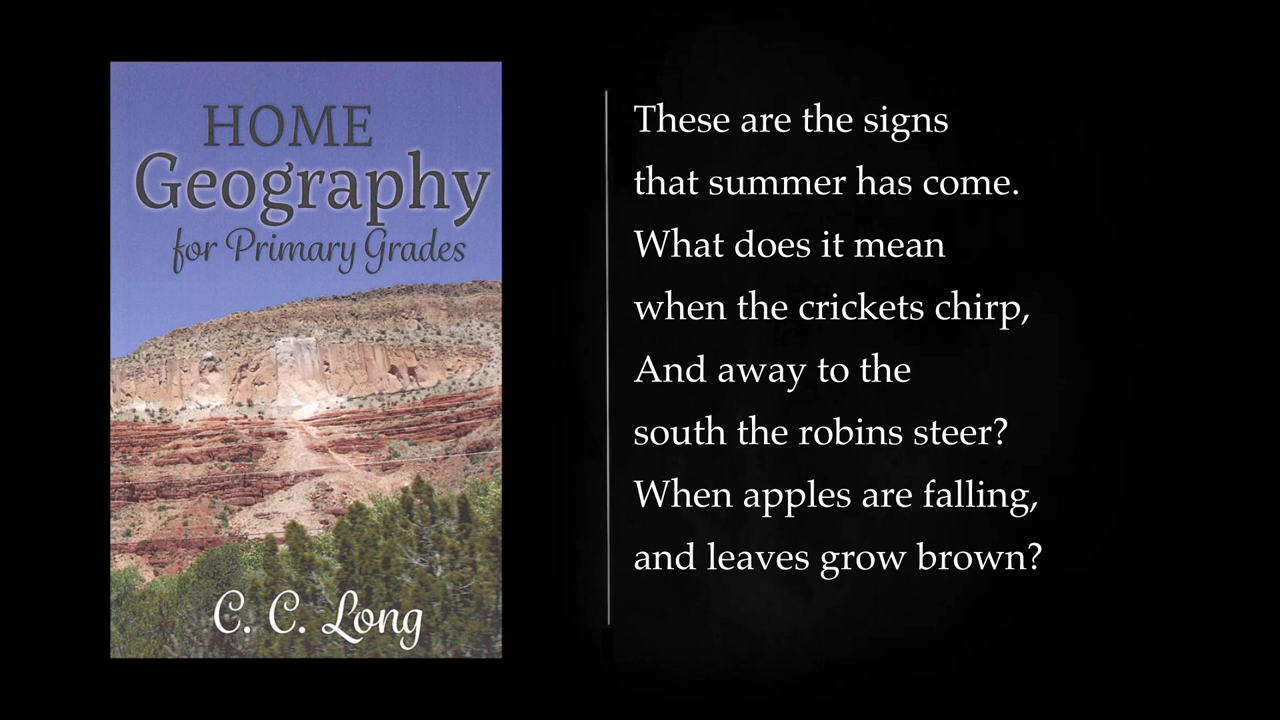 HOME
Geography
for Primary Grades
C. C. Long
These are the signs
that summer has come.
What does it mean
when the crickets chirp,
And away to the
south the robins steer?
When apples are falling,
and leaves grow brown?